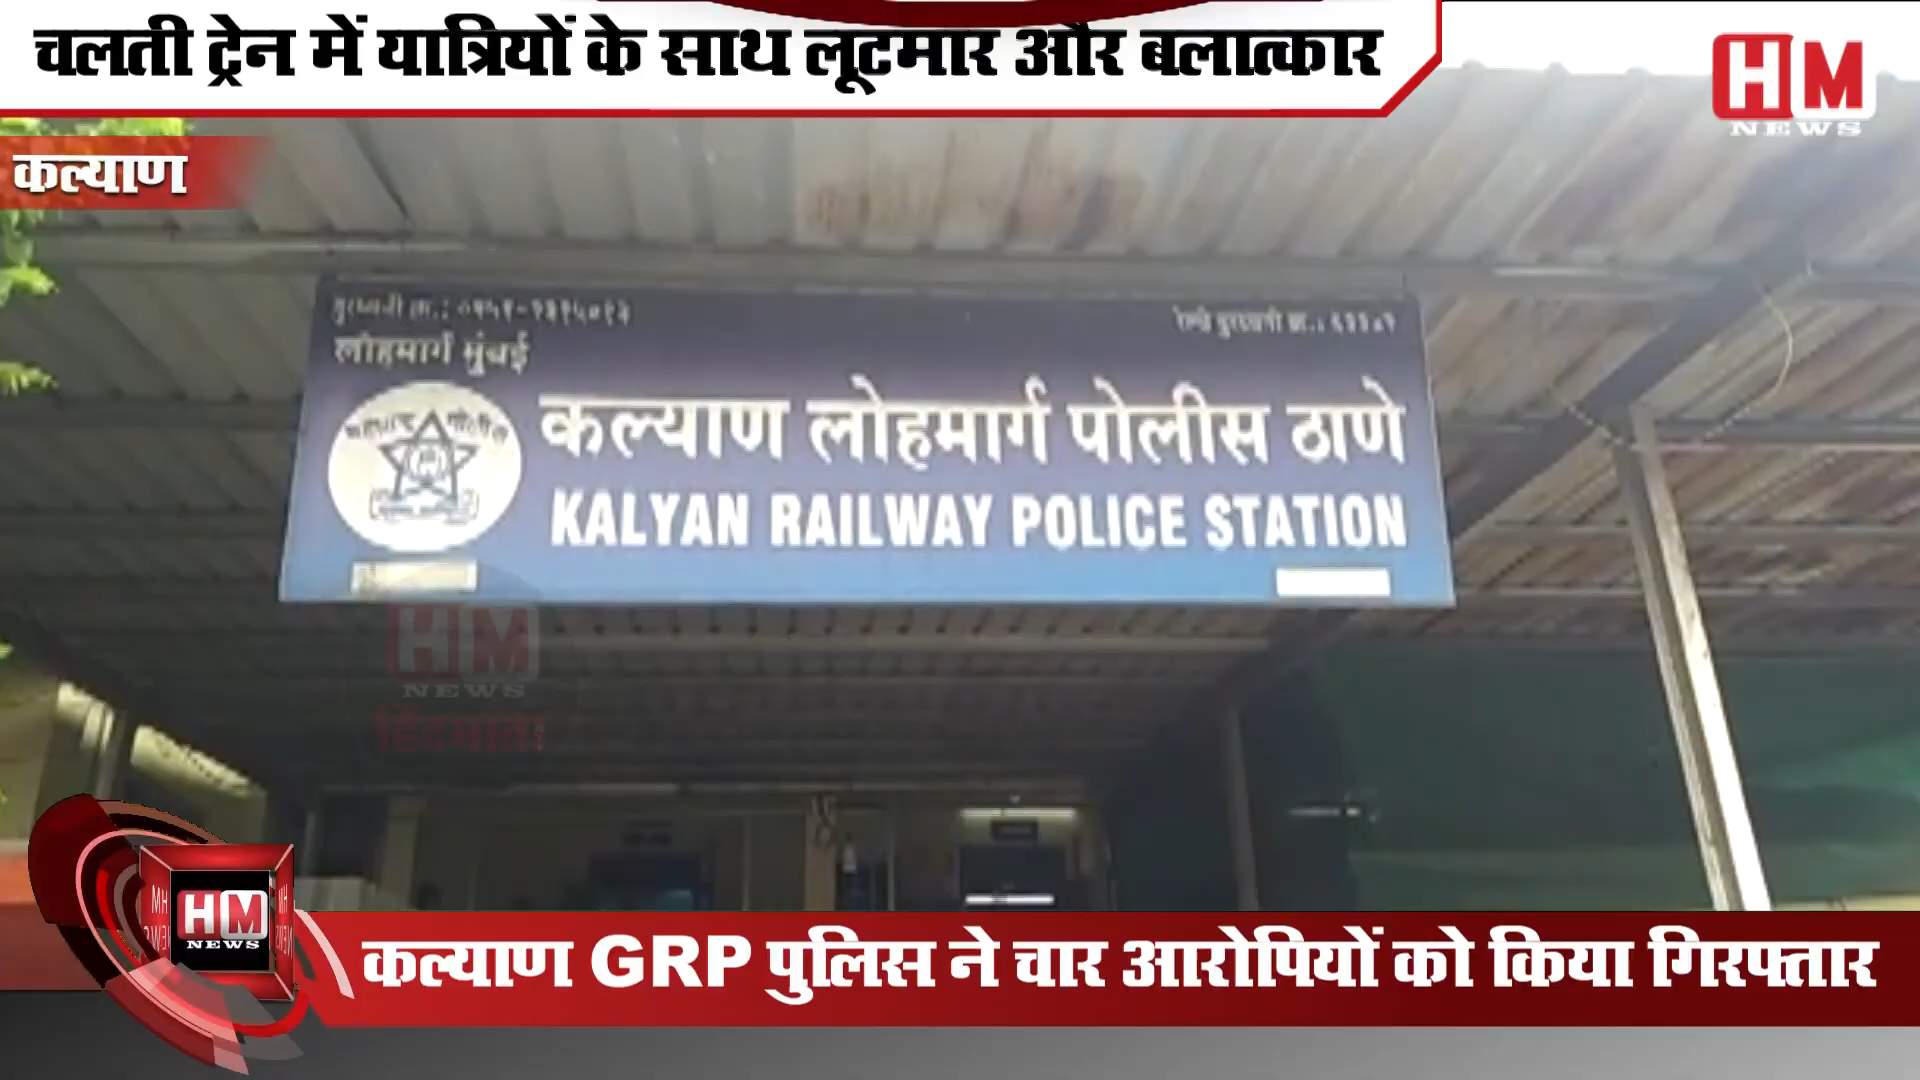 चलती ट्रेन में यात्रियों के साथ लूटमार और बलात्कार
HM
NEWS
कल्याण
लोहमार्ग मुंबई
कल्याण लोहमार्ग पोलीस ठाणे
KALYAN RAILWAY POLICE STATION
HM
NEWS
HM
NEWS
कल्याण GRP पुलिस ने चार आरोपियों को किया गिरफ्तार